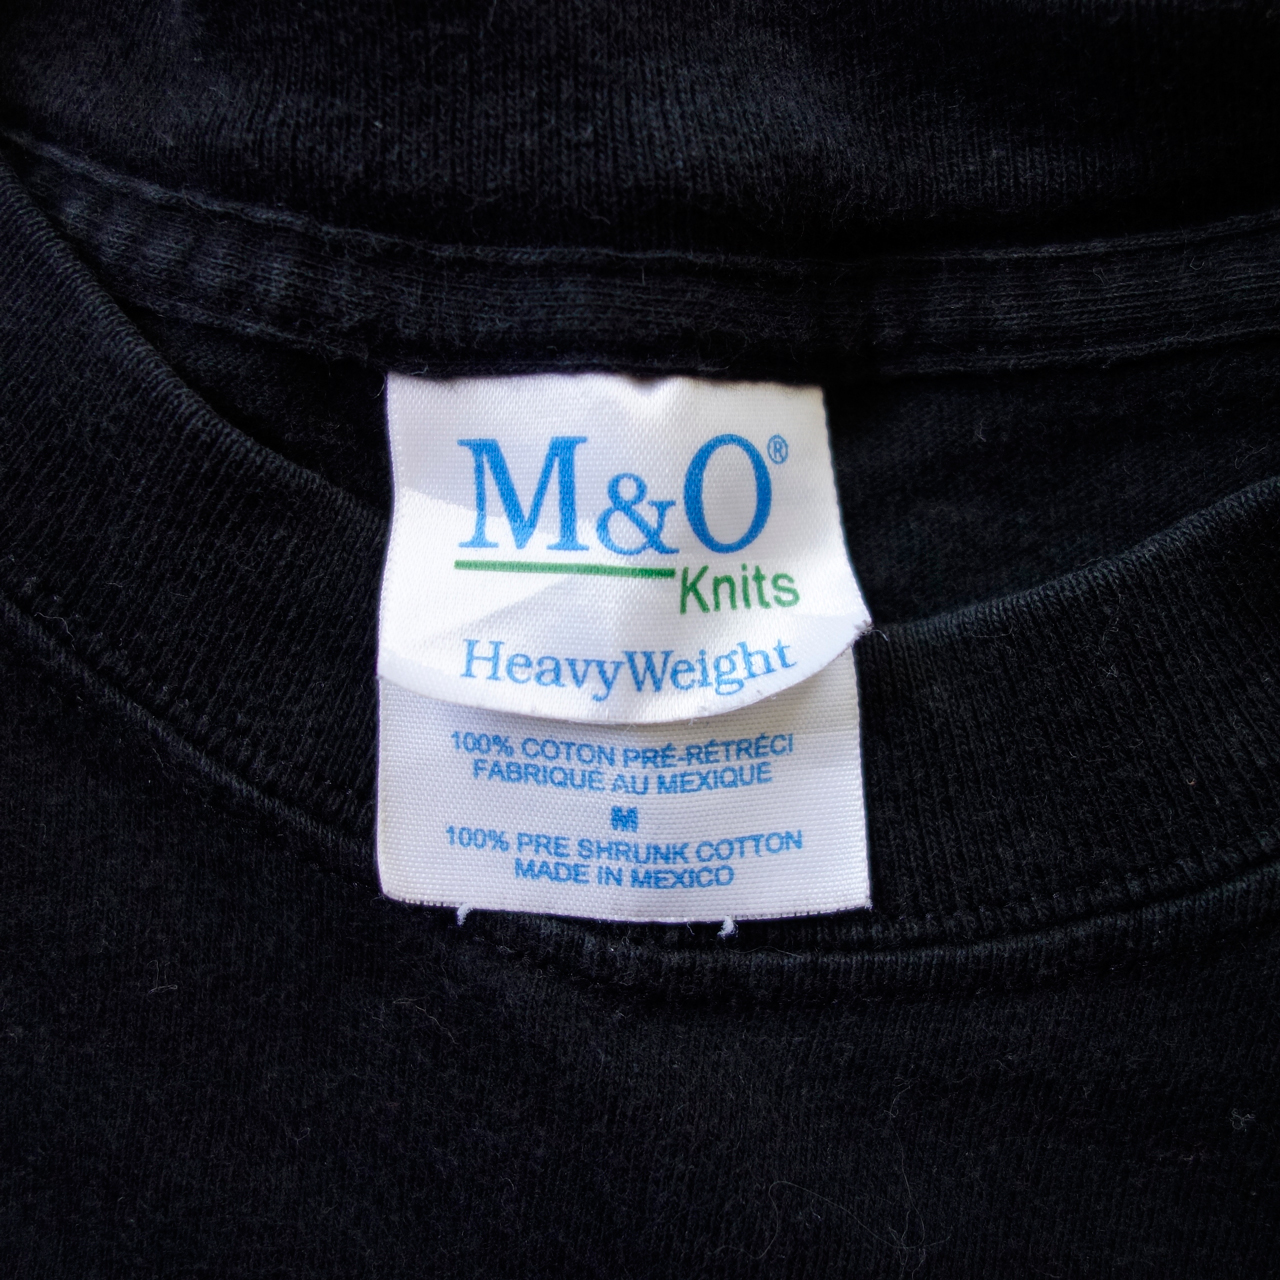 M&O®
Knits
HeavyWeight
100% COTON PRÉ-RÉTRÉCI
FABRIQUÉ AU MEXIQUE
M
100% PRE SHRUNK COTTON
MADE IN MEXICO